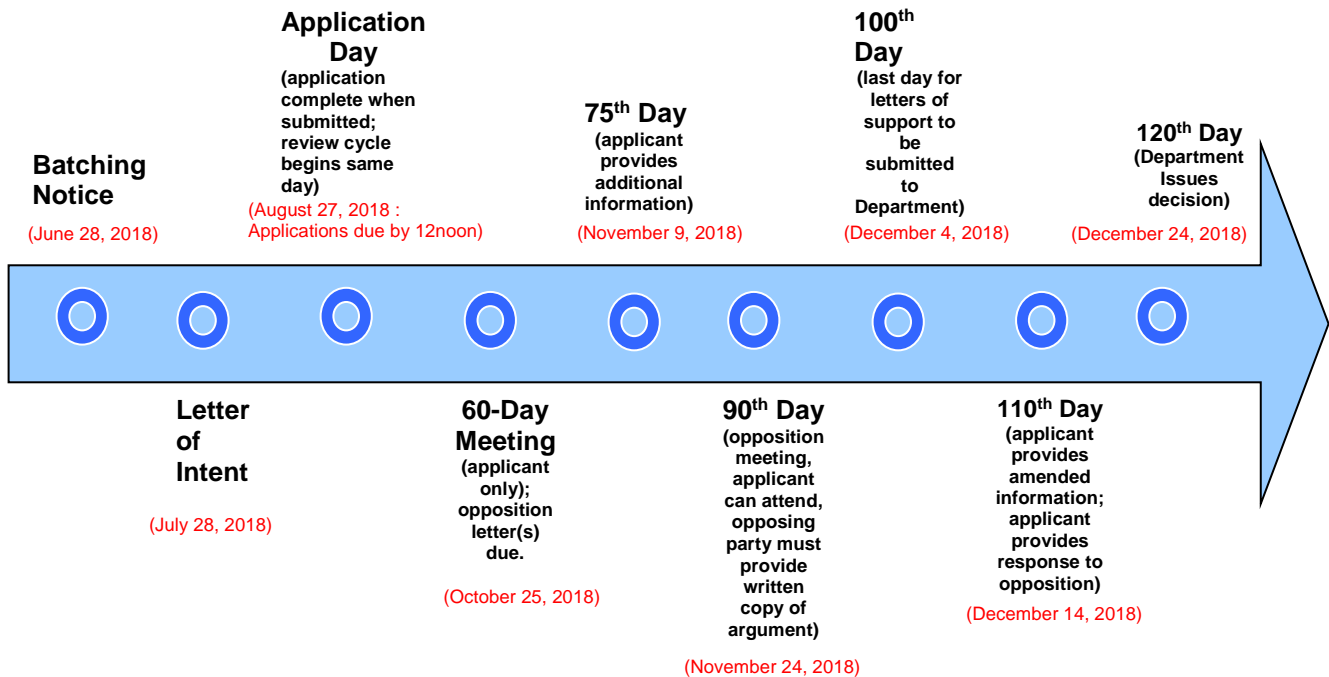 Batching
Notice
(June 28, 2018)
Letter
of
Intent
(July 28, 2018)
Application
Day
(application
complete when
submitted;
review cycle
begins same
day)
(August 27, 2018 :
Applications due by 12noon)
60-Day
Meeting
(applicant
only);
opposition
letter(s)
due.
(October 25, 2018)
75th Day
(applicant
provides
additional
information)
(November 9, 2018)
90th Day
(opposition
meeting,
applicant
can attend,
opposing
party must
provide
written
copy of
argument)
(November 24, 2018)
100th
Day
(last day for
letters of
support to
be
submitted
to
Department)
(December 4, 2018)
110th Day
(applicant
provides
amended
information;
applicant
provides
response to
opposition)
(December 14, 2018)
120th Day
(Department
Issues
decision)
(December 24, 2018)